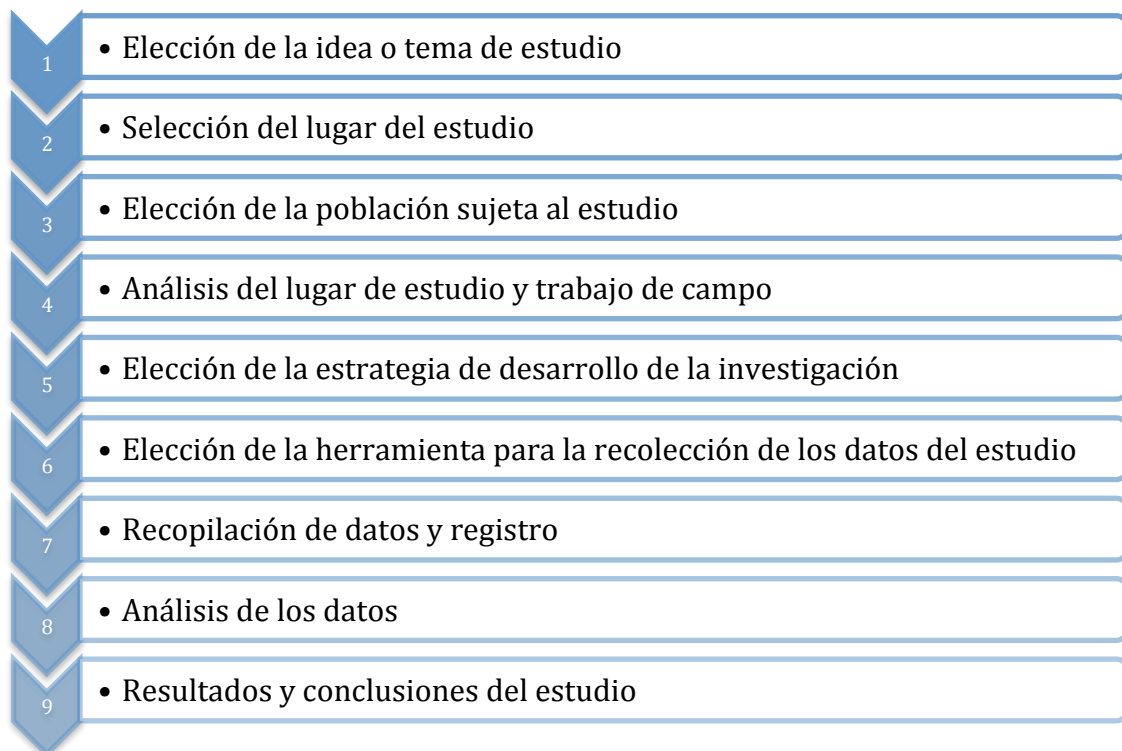 1 • Elección de la idea o tema de estudio
2 • Selección del lugar del estudio
3 • Elección de la población sujeta al estudio
4 • Análisis del lugar de estudio y trabajo de campo
5 • Elección de la estrategia de desarrollo de la investigación
6 • Elección de la herramienta para la recolección de los datos del estudio
7 • Recopilación de datos y registro
8 • Análisis de los datos
9 • Resultados y conclusiones del estudio